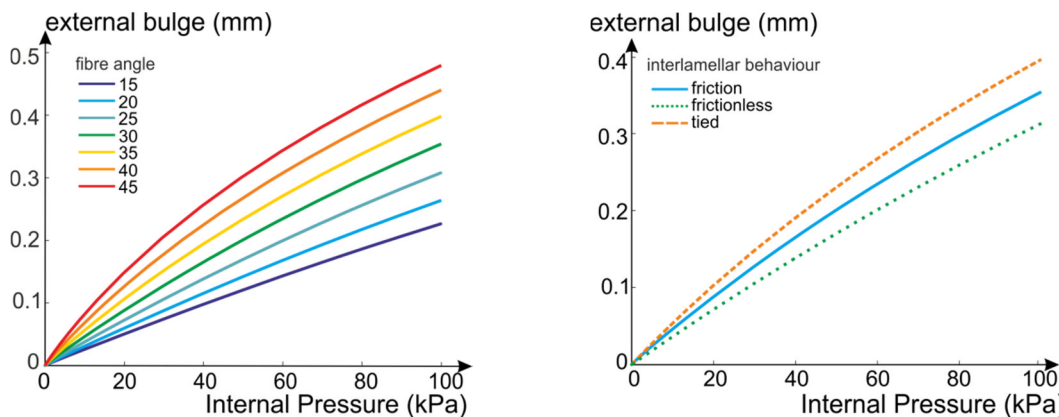 external bulge (mm)
0.5
0.4
0.3
0.2
0.1
0
fibre angle
15
20
25
30
35
40
45
0 20 40 60 80 100
Internal Pressure (kPa)
external bulge (mm)
0.4
0.3
0.2
0.1
0
interlamellar behaviour
friction
frictionless
tied
0 20 40 60 80 100
Internal Pressure (kPa)